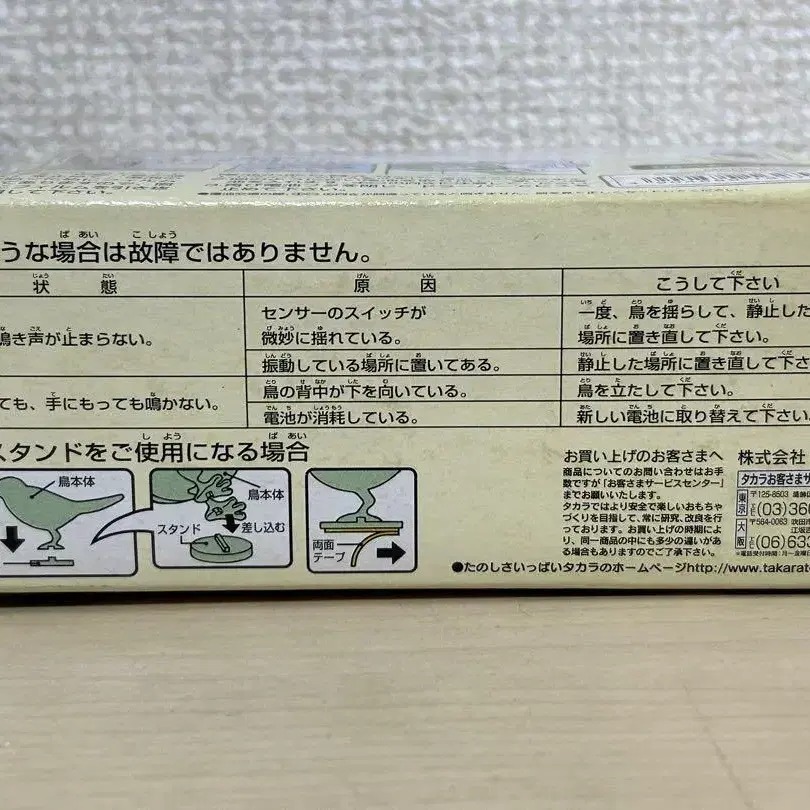 うな場合は故障ではありません。
状態 原因 こうして下さい
鳴き声が止まらない。
センサーのスイッチが
微妙に揺れている。
一度、鳥を揺らして、静止した
場所に置き直して下さい。
振動している場所に置いてある。
静止した場所に置き直して下さ
ても、手にもっても鳴かない。
鳥の背中が下を向いている。
鳥を立たして下さい。
電池が消耗している。
新しい電池に取り替えて下さい
スタンドをご使用になる場合
鳥本体
鳥本体
スタンド
差し込む
両面
テープ
お買い上げのお客さまへ
商品についてのお問い合わせはお手
数ですが「お客さまサービスセンター」
までお願いいたします。
タカラではより安全で楽しいおもちゃ
づくりを目指して、常に研究、改良を行
っております。お買い上げの時期によ
り、同一商品の中にも多少の違いがあ
る場合もありますのでご了承下さい。
株式会社
タカラお客さまサ
東京
〒125-8503
(03)360
大阪
〒564-0063 吹田
(06)633
●たのしさいっぱいタカラのホームページhttp://www.takarat